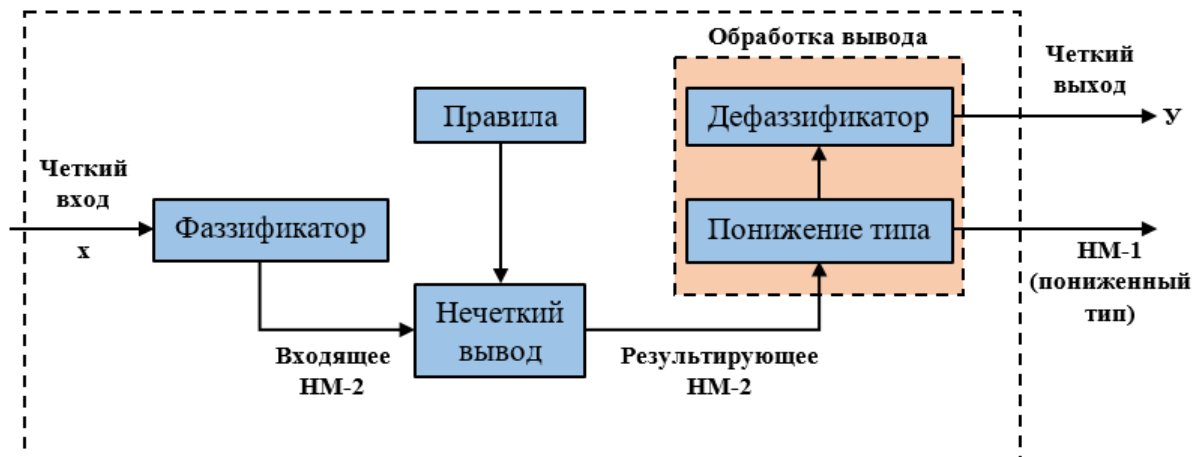 Обработка вывода
Четкий
выход
Правила
Дефаззификатор
У
Четкий
вход
Фаззификатор
Понижение типа
х
НМ-1
(пониженный
тип)
Нечеткий
вывод
Входящее
НМ-2
Результирующее
НМ-2